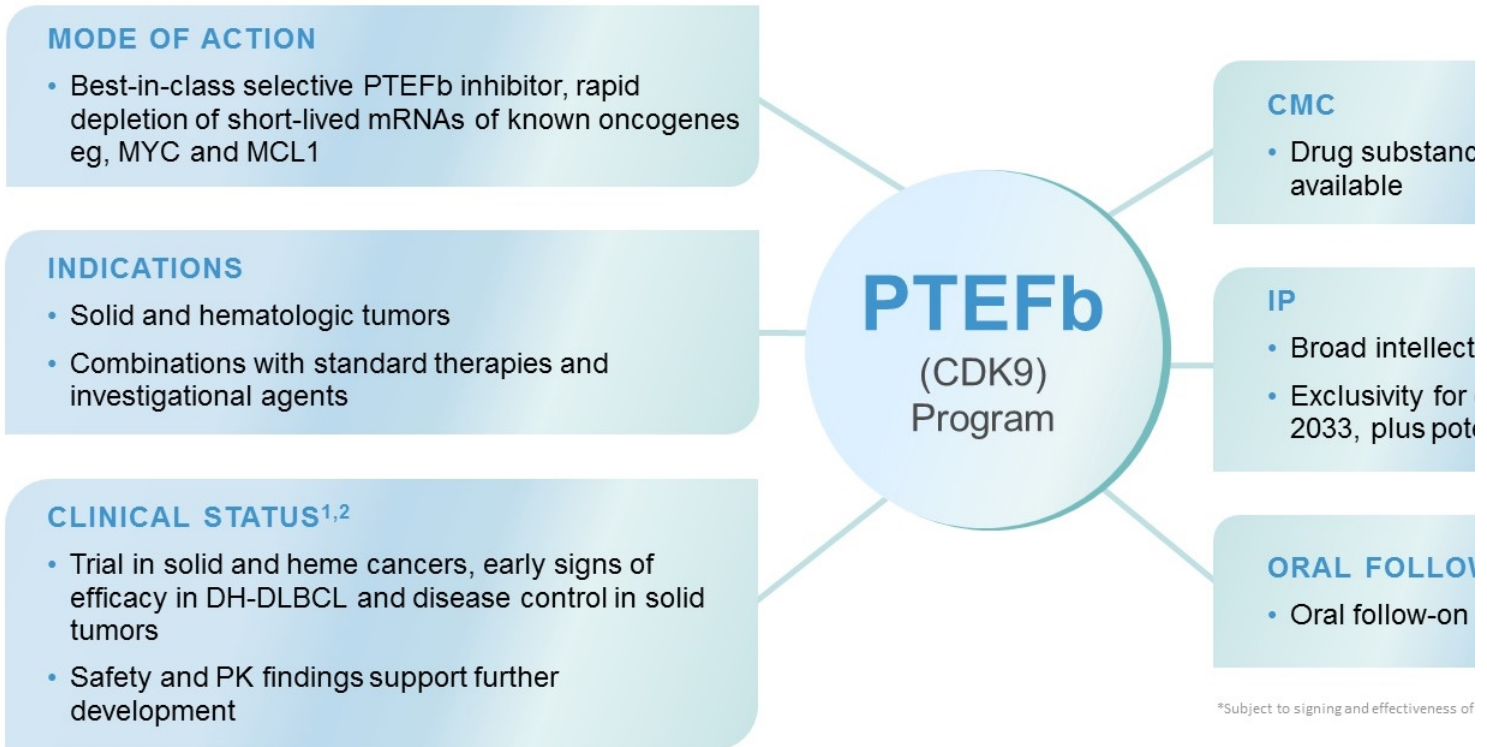 MODE OF ACTION
• Best-in-class selective PTEFb inhibitor, rapid
depletion of short-lived mRNAs of known oncogenes
eg, MYC and MCL1
INDICATIONS
• Solid and hematologic tumors
• Combinations with standard therapies and
investigational agents
CLINICAL STATUS1,2
• Trial in solid and heme cancers, early signs of
efficacy in DH-DLBCL and disease control in solid
tumors
• Safety and PK findings support further
development
PTEFb
(CDK9)
Program
CMC
• Drug
available
IP
• Broad
• Exclusivity for
2033, plus
ORAL
• Oral follow-on
*Subject to signing and effectiveness of